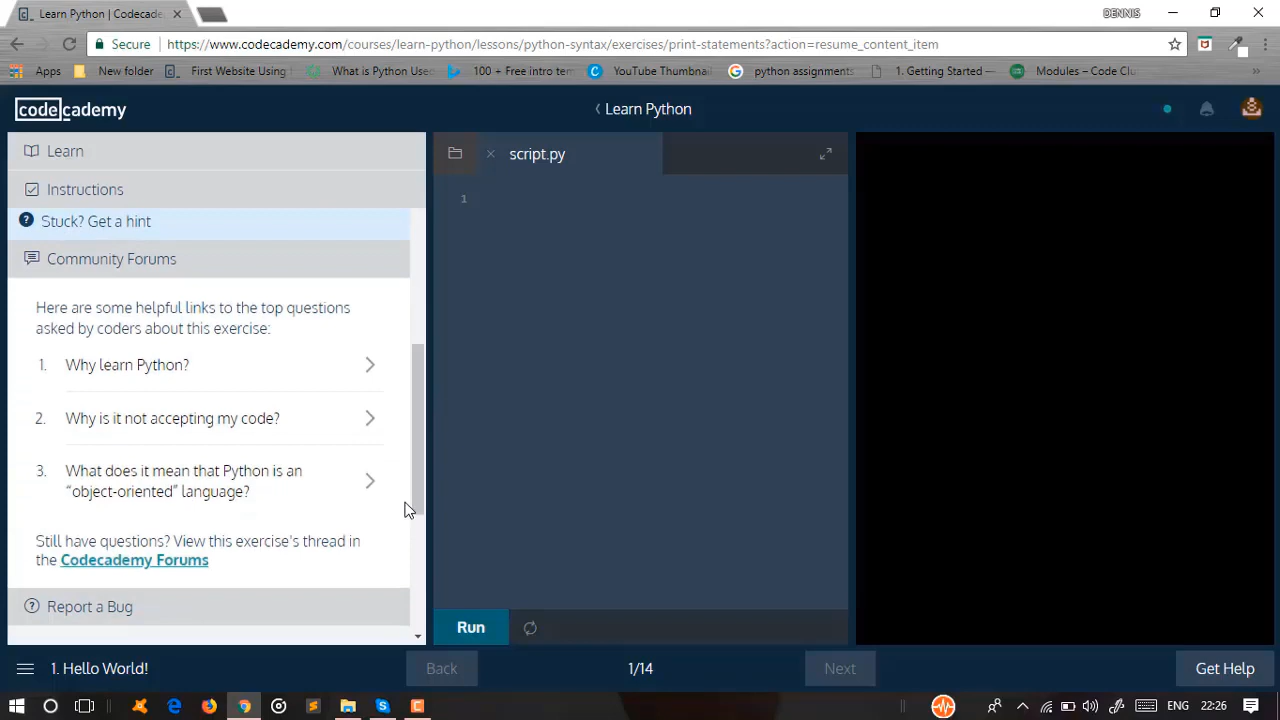 Learn Python | Codecade
DENNIS
Secure
https://www.codecademy.com/courses/learn-python/lessons/python-syntax/exercises/print-statements?action=resume_content_item
Apps
New folder
First Website Using
What is Python Use
100 + Free intro tem
YouTube Thumbnail
python assignments
1. Getting Started —
Modules – Code Clu
»
codecademy
Learn Python
Learn
Instructions
Stuck? Get a hint
Community Forums
Here are some helpful links to the top questions
asked by coders about this exercise:
1. Why learn Python?
2. Why is it not accepting my code?
3. What does it mean that Python is an
“object-oriented” language?
Still have questions? View this exercise's thread in
the Codecademy Forums
Report a Bug
script.py
1
Run
1. Hello World!
Back
1/14
Next
Get Help
ENG
22:26